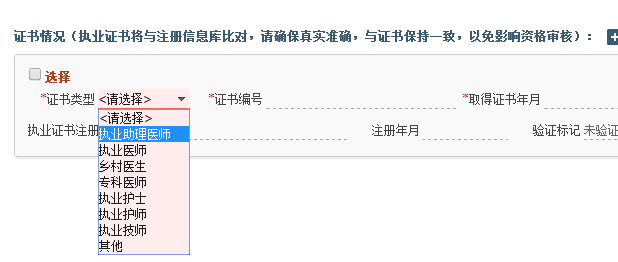 证书情况（执业证书将与注册信息库比对，请确保真实准确，与证书保持一致，以免影响资格审核）：
选择
*证书类型 <请选择> *证书编号 *取得证书年月
<请选择>
执业证书注册 执业助理医师 注册年月 验证标记 未验证
执业医师
乡村医生
专科医师
执业护士
执业护师
执业技师
其他